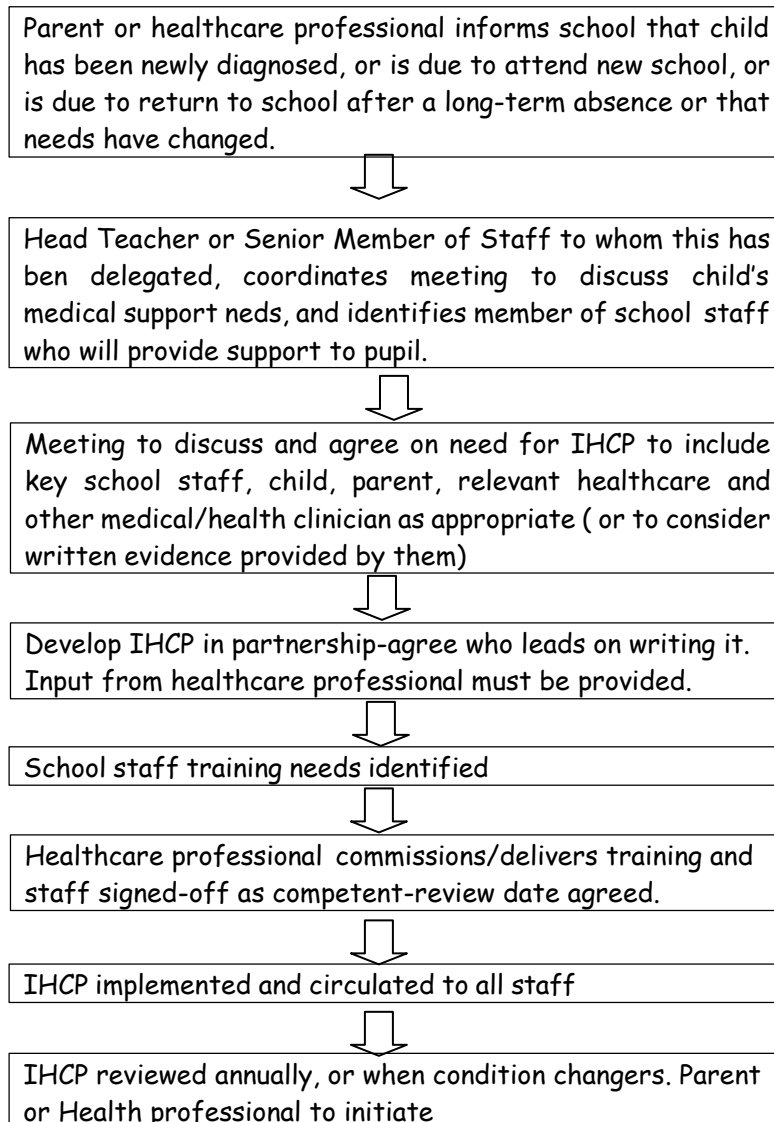 Parent or healthcare professional informs school that child
has been newly diagnosed, or is due to attend new school, or
is due to return to school after a long-term absence or that
needs have changed.
Head Teacher or Senior Member of Staff to whom this has
ben delegated, coordinates meeting to discuss child's
medical support neds, and identifies member of school staff
who will provide support to pupil.
Meeting to discuss and agree on need for IHCP to include
key school staff, child, parent, relevant healthcare and
other medical/health clinician as appropriate ( or to consider
written evidence provided by them)
Develop IHCP in partnership-agree who leads on writing it.
Input from healthcare professional must be provided.
School staff training needs identified
Healthcare professional commissions/delivers training and
staff signed-off as competent-review date agreed.
IHCP implemented and circulated to all staff
IHCP reviewed annually, or when condition changers. Parent
or Health professional to initiate